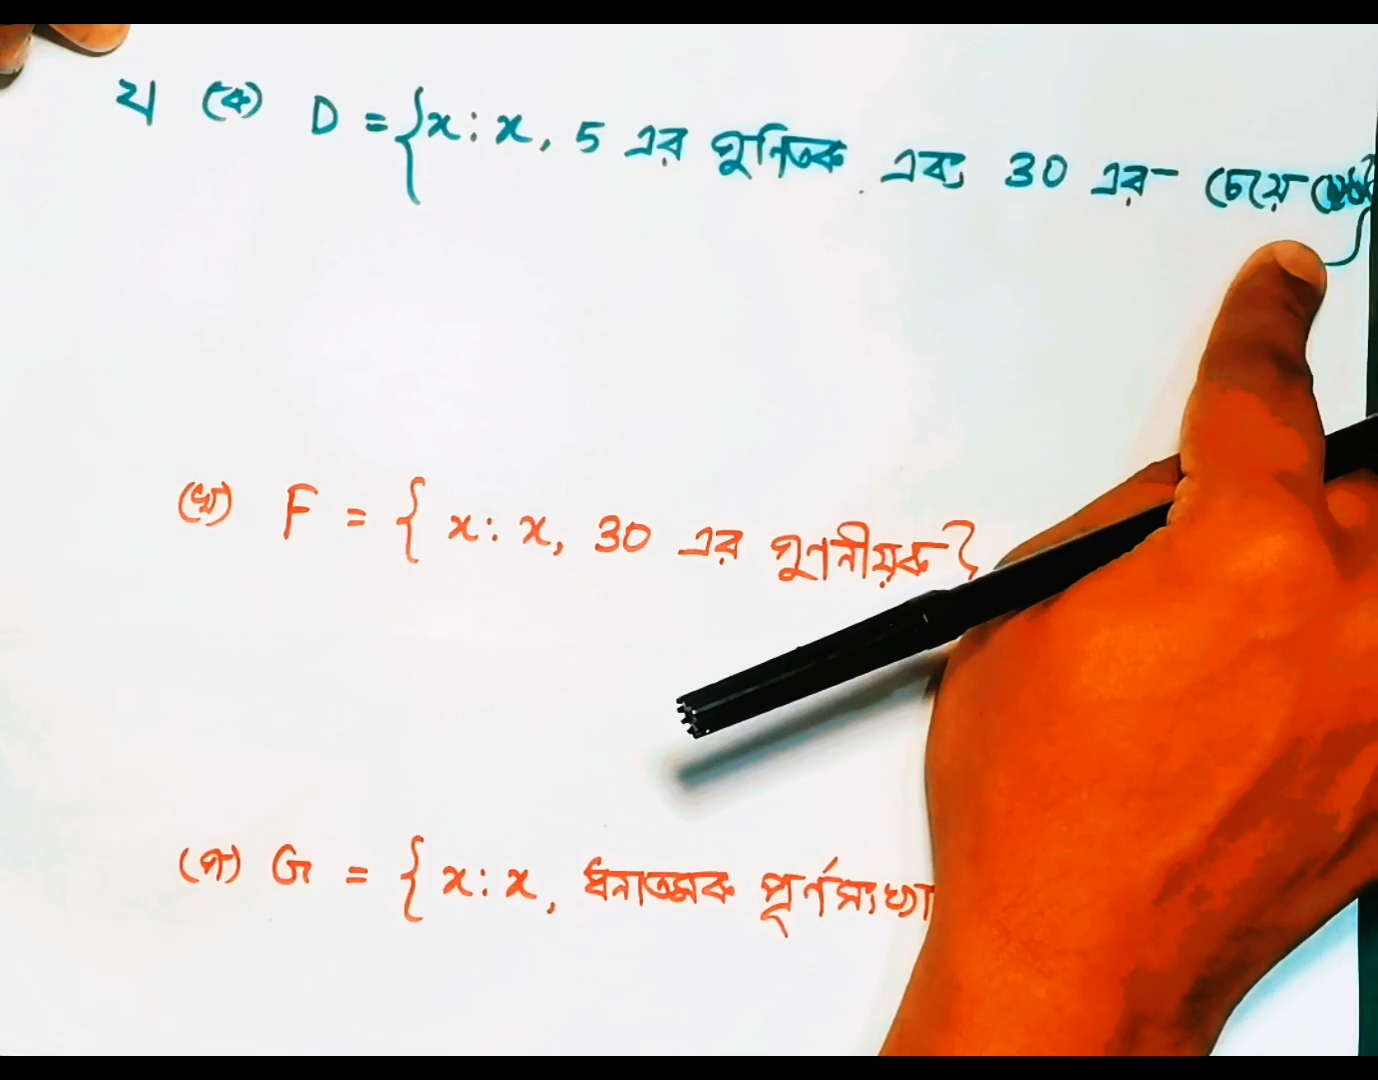 ২। (ক) D = {x : x, 5 এর গুনিতক এবং 30 এর চেয়ে
(খ) F = { x : x, 30 এর গুণনীয়ক }
(গ) G = { x : x, ধনাত্মক পূর্ণসংখ্যা